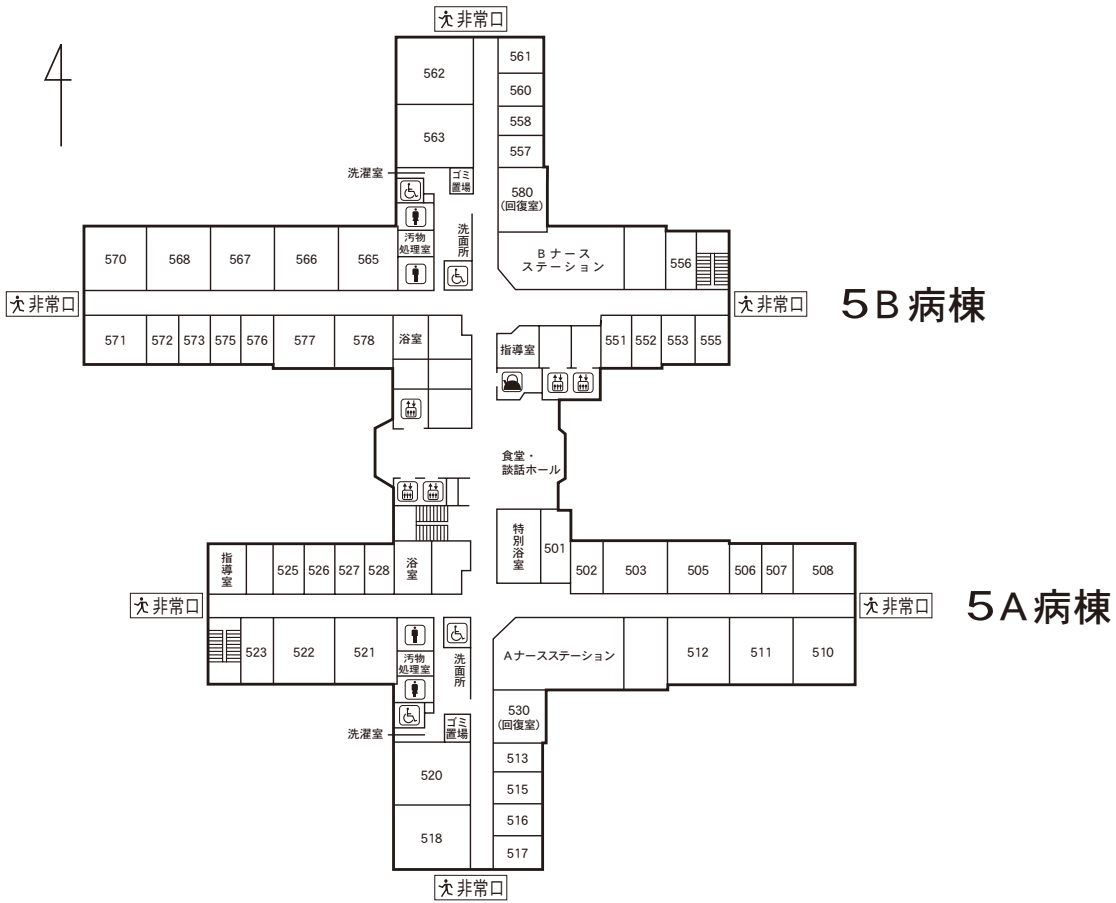 非常口
562
561
560
558
563
557
洗濯室
ゴミ
置場
580
(回復室)
洗面所
汚物
処理室
570
568
567
566
565
Bナース
ステーション
556
非常口
非常口
5B病棟
571
572
573
575
576
577
578
浴室
指導室
551
552
553
555
食堂・
談話ホール
特別浴室
501
指導室
525
526
527
528
浴室
502
503
505
506
507
508
非常口
非常口
5A病棟
523
522
521
汚物
処理室
洗面所
Aナースステーション
512
511
510
530
(回復室)
洗濯室
ゴミ
置場
513
520
515
516
518
517
非常口